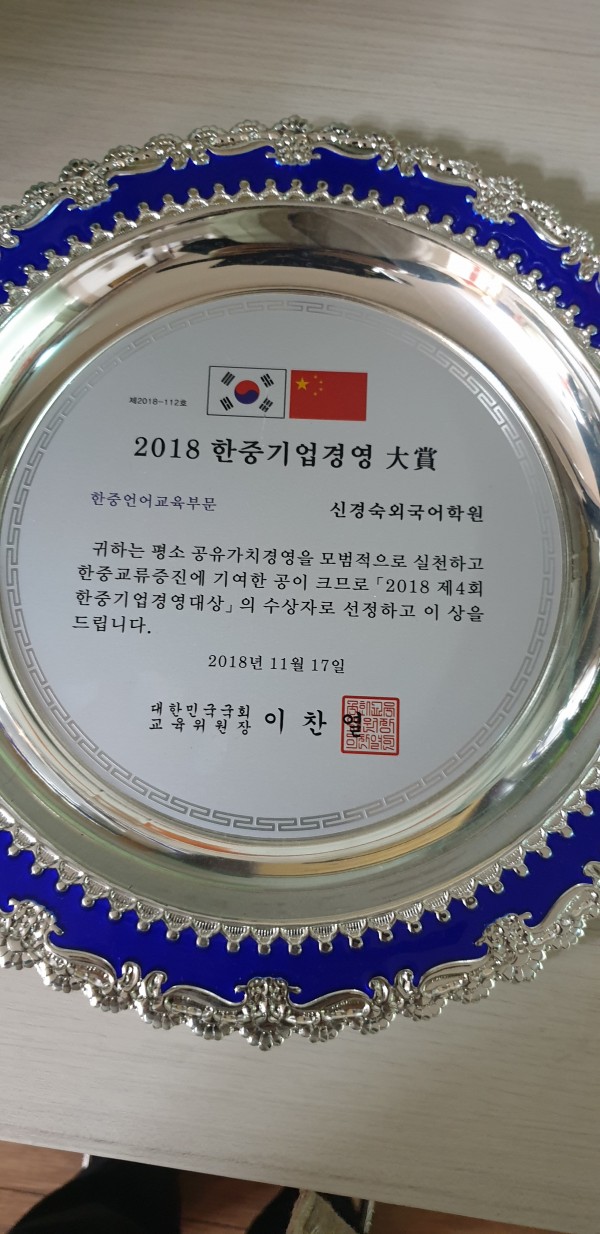 제2018-112호
2018 한중기업경영 大賞
한중언어교육부문 신경숙외국어학원
귀하는 평소 공유가치경영을 모범적으로 실천하고
한중교류증진에 기여한 공이 크므로 「2018 제4회
한중기업경영대상」의 수상자로 선정하고 이 상을
드립니다.
2018년 11월 17일
대한민국국회
교육위원장 이찬열